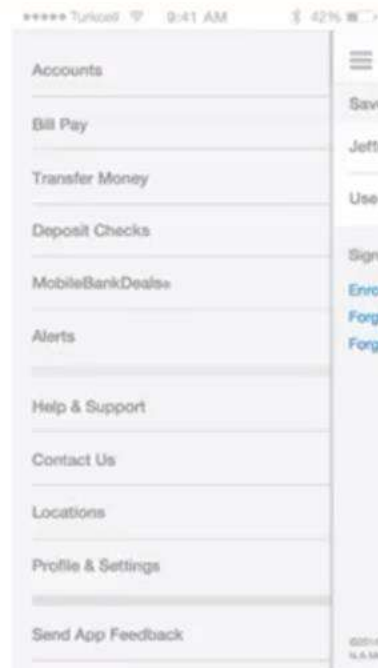 Turkcell 9:41 AM 42%
Accounts
Bill Pay
Transfer Money
Deposit Checks
MobileBankDeals®
Alerts
Help & Support
Contact Us
Locations
Profile & Settings
Send App Feedback
Save
Jeff
Use
Sign
Enro
Forg
Forg